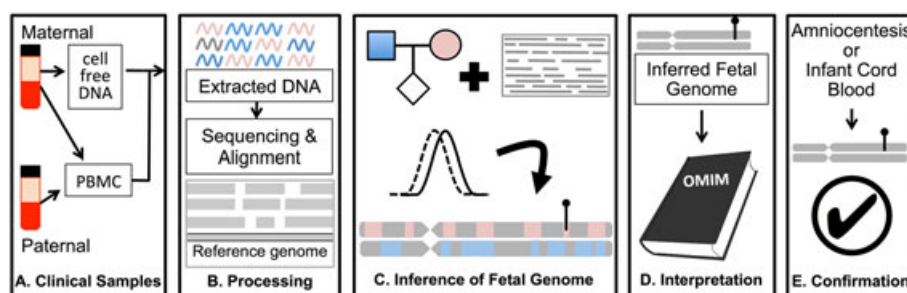 Maternal
cell
free
DNA
PBMC
Paternal
A. Clinical Samples
Extracted DNA
Sequencing &
Alignment
Reference genome
B. Processing
C. Inference of Fetal Genome
Inferred Fetal
Genome
OMIM
D. Interpretation
Amniocentesis
or
Infant Cord
Blood
E. Confirmation